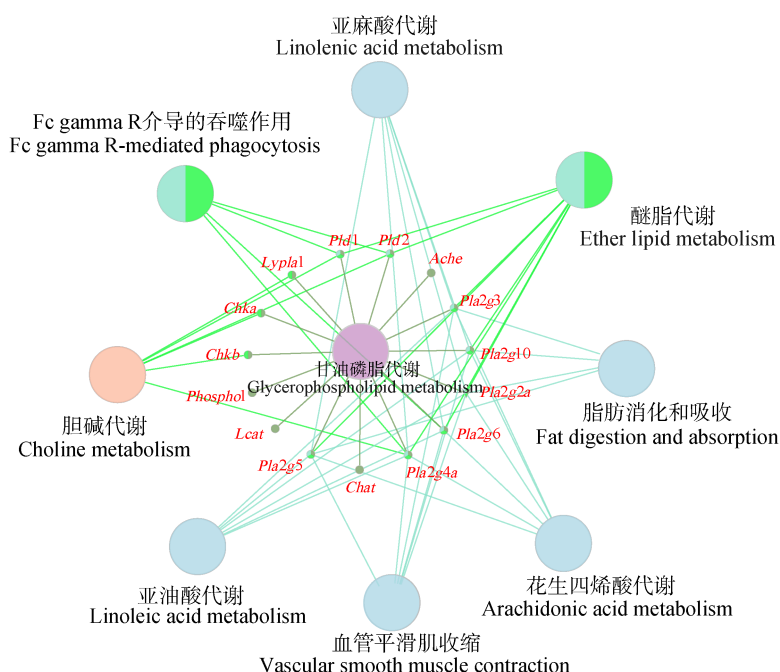 亚麻酸代谢
Linolenic acid metabolism
Fc gamma R介导的吞噬作用
Fc gamma R-mediated phagocytosis
醚脂代谢
Ether lipid metabolism
Pld1
Pld2
Lypla1
Ache
Chka
Pla2g3
Chkb
Pla2g10
甘油磷脂代谢
Glycerophospholipid metabolism
Phosphol1
Pla2g2a
胆碱代谢
Choline metabolism
脂肪消化和吸收
Fat digestion and absorption
Lcat
Pla2g6
Pla2g5
Pla2g4a
Chat
亚油酸代谢
Linoleic acid metabolism
花生四烯酸代谢
Arachidonic acid metabolism
血管平滑肌收缩
Vascular smooth muscle contraction